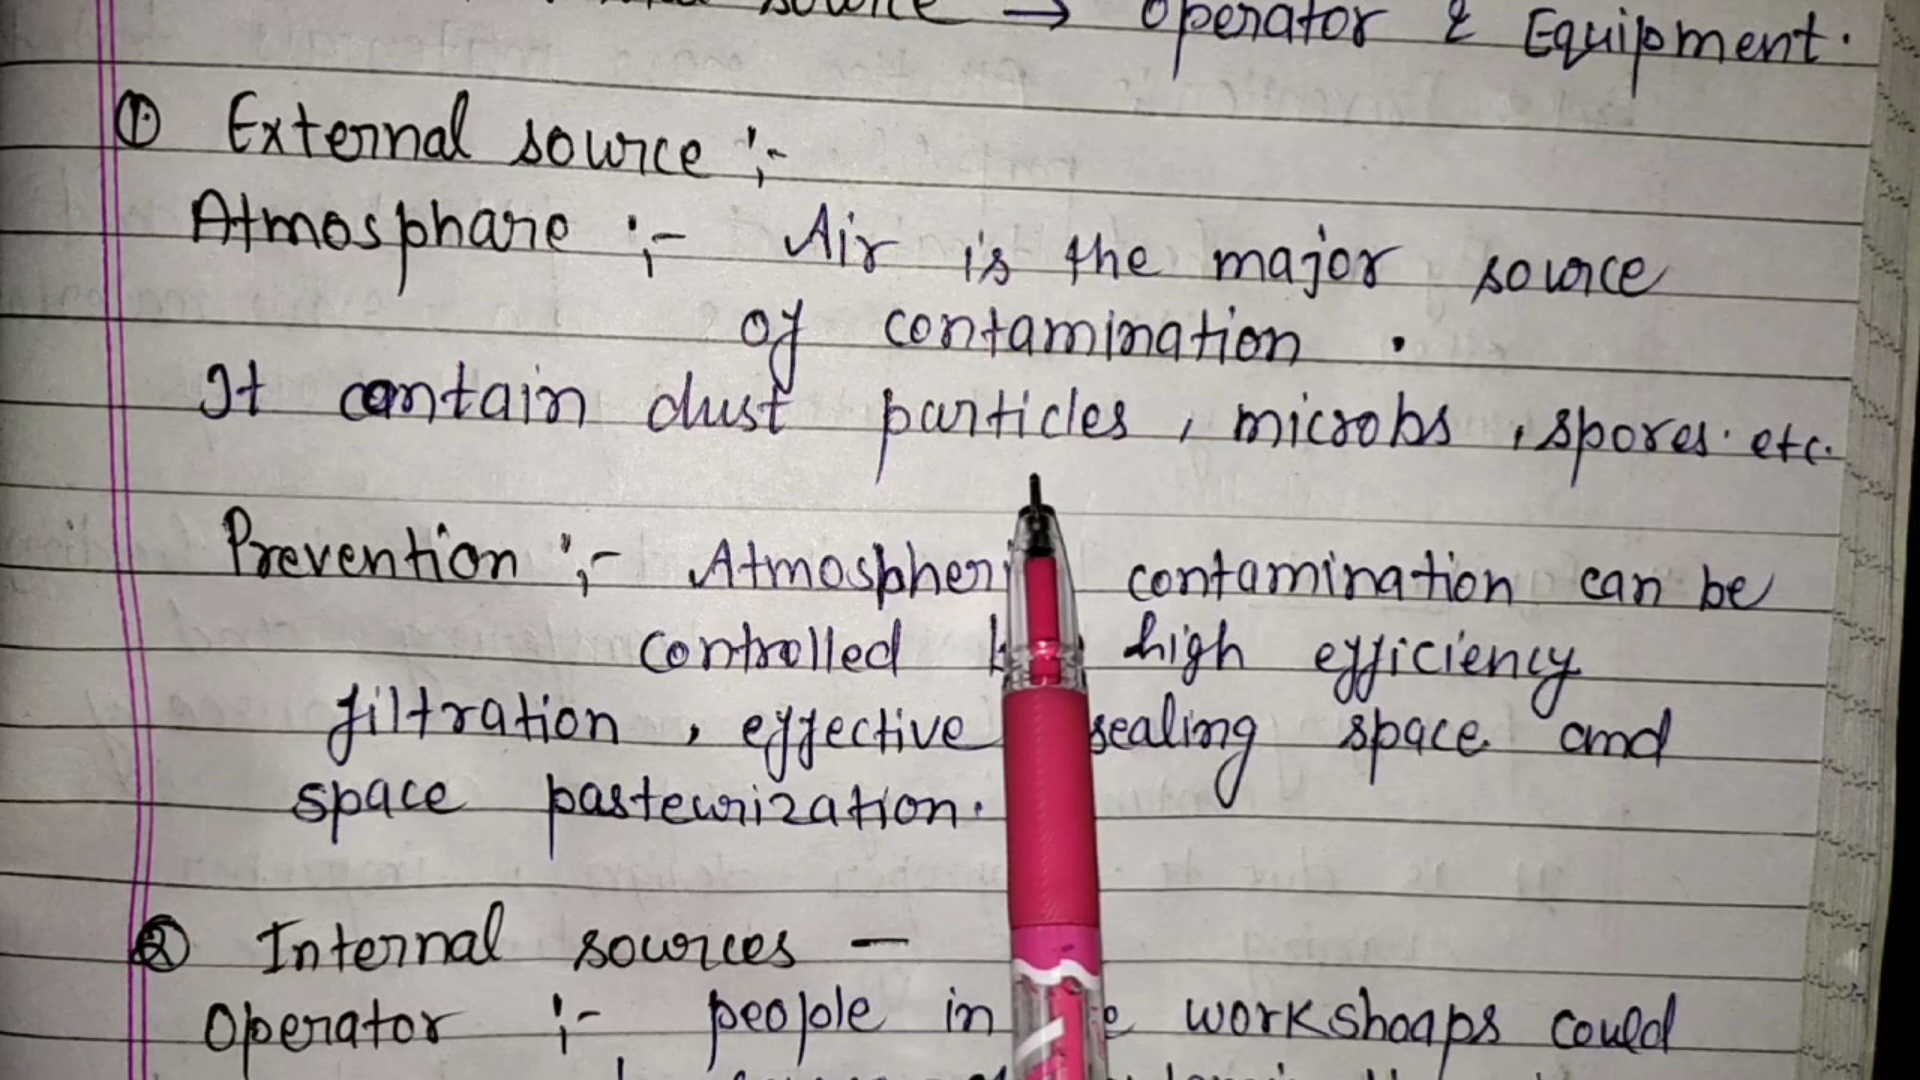 source → Operator & Equipment.
① External source :-
Atmosphare :- Air is the major source
of contamination .
It contain dust particles , microbs , spores. etc.
Prevention :- contamination can be
controlled high efficiency
filtration , effective sealing space and
space pasteurization.
② Internal sources —
Operator :- people in workshoaps could